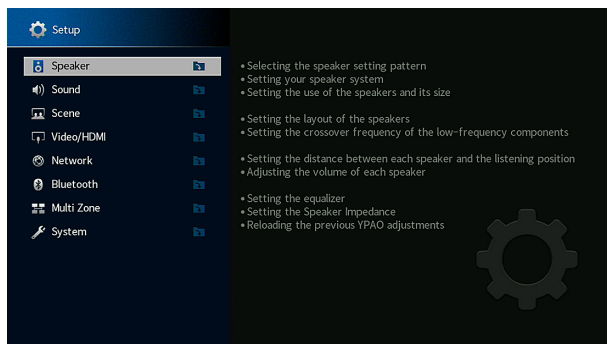 Setup
Speaker
Sound
Scene
Video/HDMI
Network
Bluetooth
Multi Zone
System
• Selecting the speaker setting pattern
• Setting your speaker system
• Setting the use of the speakers and its size
• Setting the layout of the speakers
• Setting the crossover frequency of the low-frequency components
• Setting the distance between each speaker and the listening position
• Adjusting the volume of each speaker
• Setting the equalizer
• Setting the Speaker Impedance
• Reloading the previous YPAO adjustments